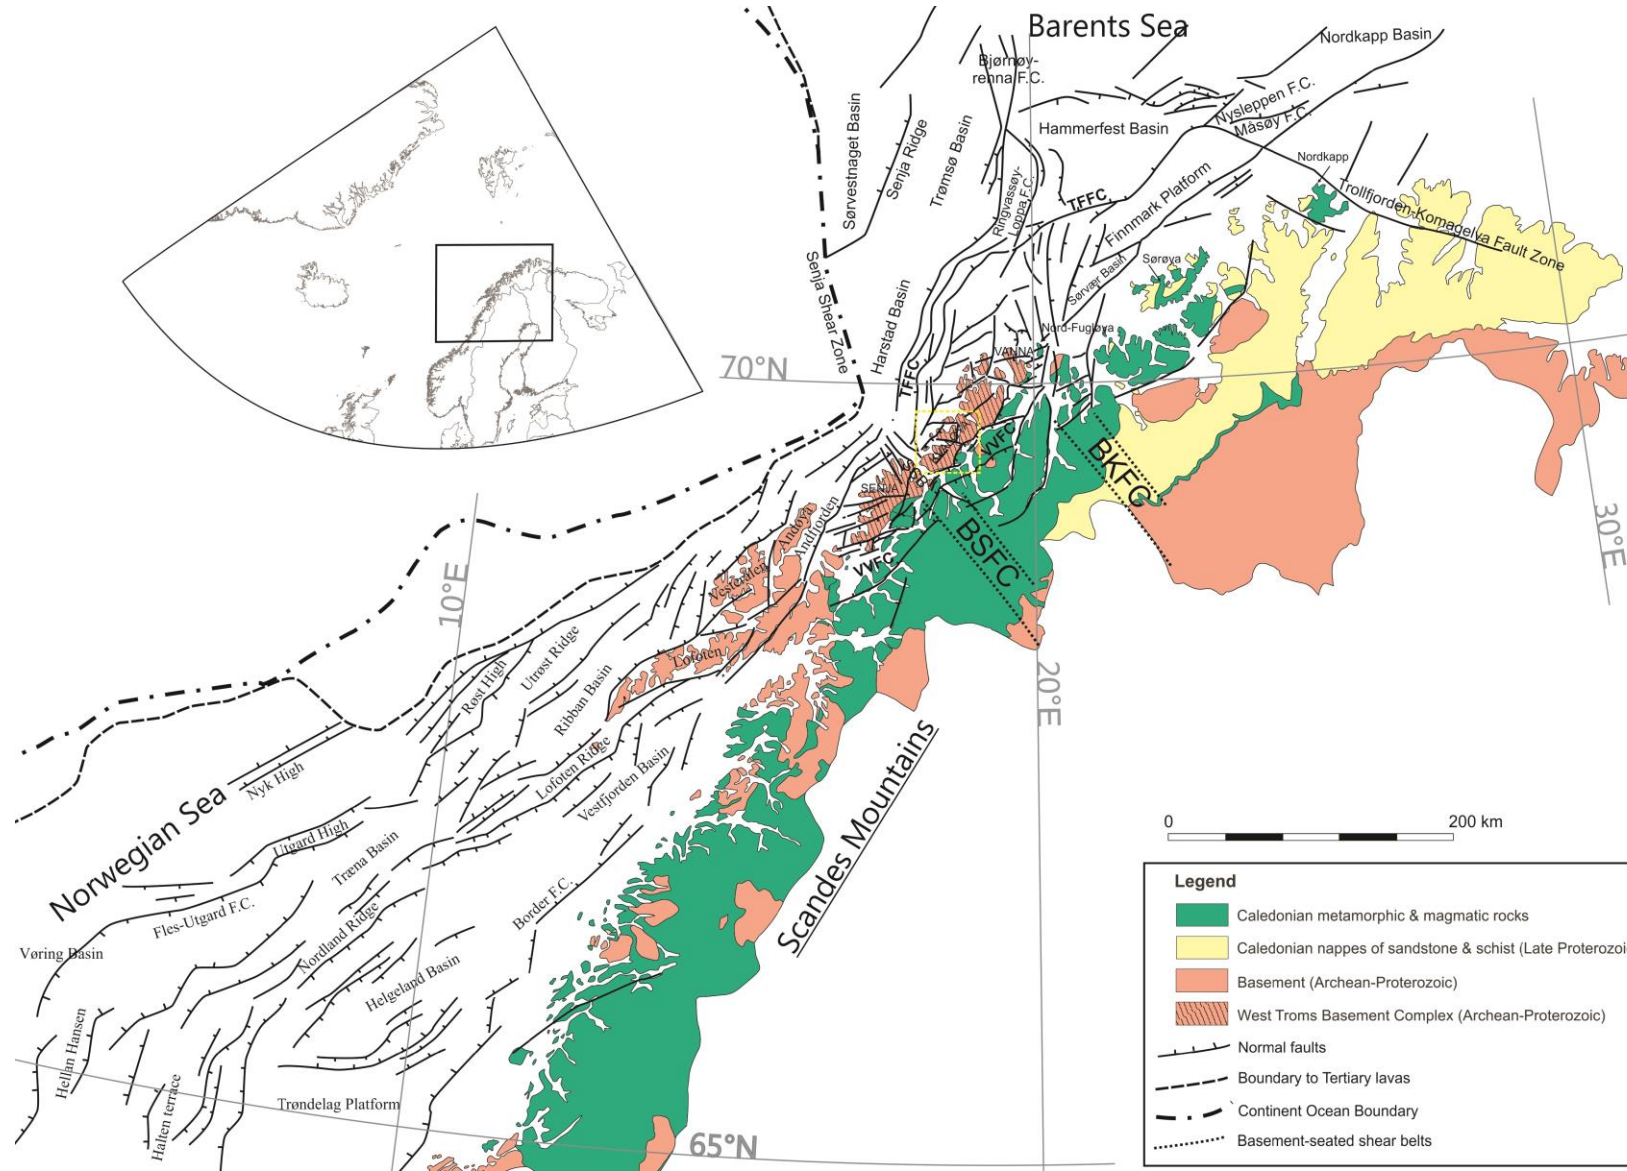 Barents Sea
Nordkapp Basin
Bjørnøy-
renna F.C.
Nysleppen F.C.
Måsøy F.C.
Hammerfest Basin
Sørvestnaget Basin
Senja Ridge
Trømsø Basin
Ringvassøy-
Loppa F.C.
Nordkapp
Trollfjorden-Komagelva Fault Zone
TFFC
Finnmark Platform
Sørøya
Sørvær Basin
Senja Shear Zone
Harstad Basin
Nord-Fugløya
VANNA
70°N
TFFC
VVFC
BKFC
SENJA
BSFC
Andøya
Andfjorden
VVFC
Vesterålen
30°E
10°E
Lofoten
20°E
Utrøst Ridge
Røst High
Ribban Basin
Lofoten Ridge
Vestfjorden Basin
Nyk High
Norwegian Sea
Scandes Mountains
Utgard High
Træna Basin
Fles-Utgard F.C.
Border F.C.
Nordland Ridge
Vøring Basin
Helgeland Basin
Hellan Hansen
Halten terrace
Trøndelag Platform
65°N
0 200 km
Legend
Caledonian metamorphic & magmatic rocks
Caledonian nappes of sandstone & schist (Late Proterozoi
Basement (Archean-Proterozoic)
West Troms Basement Complex (Archean-Proterozoic)
Normal faults
Boundary to Tertiary lavas
Continent Ocean Boundary
Basement-seated shear belts